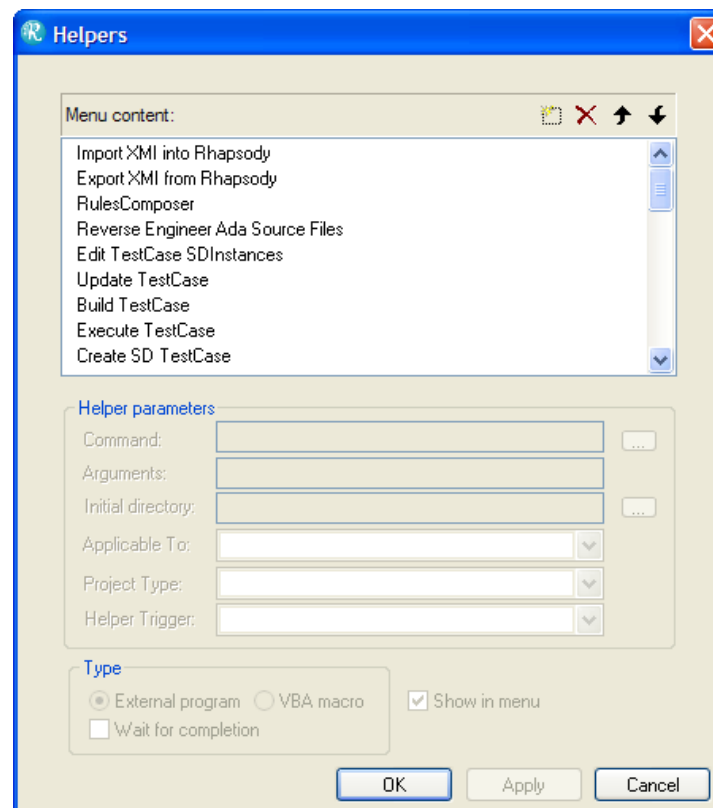 Helpers
Menu content:
Import XMI into Rhapsody
Export XMI from Rhapsody
RulesComposer
Reverse Engineer Ada Source Files
Edit TestCase SDInstances
Update TestCase
Build TestCase
Execute TestCase
Create SD TestCase
Helper parameters
Command:
...
Arguments:
Initial directory:
...
Applicable To:
Project Type:
Helper Trigger:
Type
External program VBA macro Show in menu
Wait for completion
OK Apply Cancel